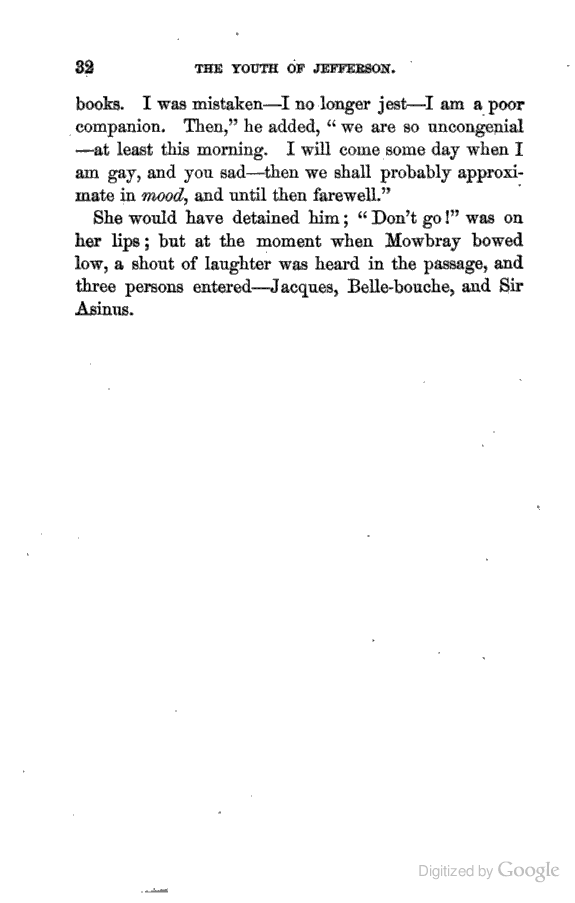 32 THE YOUTH OF JEFFERSON.
books. I was mistaken—I no longer jest—I am a poor
companion. Then,” he added, “ we are so uncongenial
—at least this morning. I will come some day when I
am gay, and you sad—then we shall probably approxi-
mate in mood, and until then farewell.”
She would have detained him ; “ Don’t go !” was on
her lips ; but at the moment when Mowbray bowed
low, a shout of laughter was heard in the passage, and
three persons entered—Jacques, Belle-bouche, and Sir
Asinus.
Digitized by Google